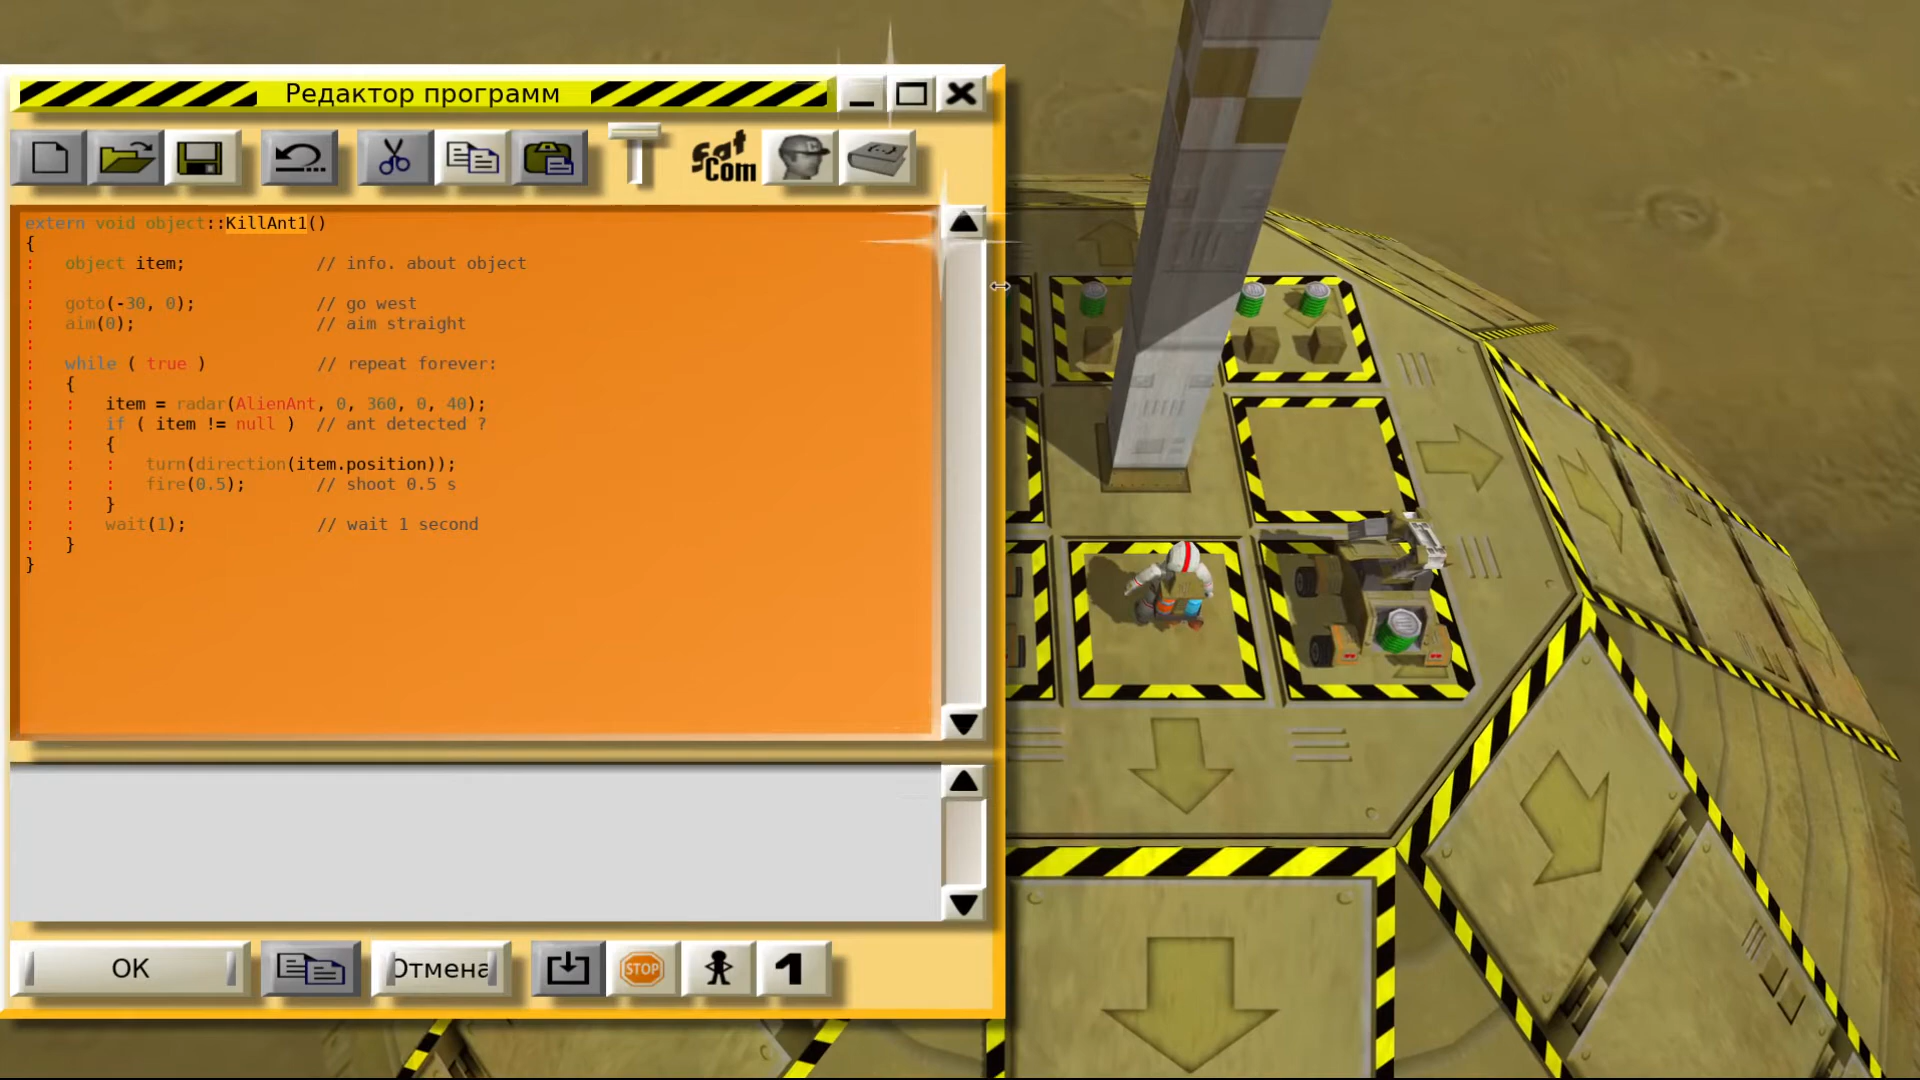 Редактор программ
Sat
Com
extern void object::KillAnt1()
{
: object item; // info. about object
:
: goto(-30, 0); // go west
: aim(0); // aim straight
:
: while ( true ) // repeat forever:
: {
: : item = radar(AlienAnt, 0, 360, 0, 40);
: : if ( item != null ) // ant detected ?
: : {
: : : turn(direction(item.position));
: : : fire(0.5); // shoot 0.5 s
: : }
: : wait(1); // wait 1 second
: }
}
OK
Отмена
STOP
1